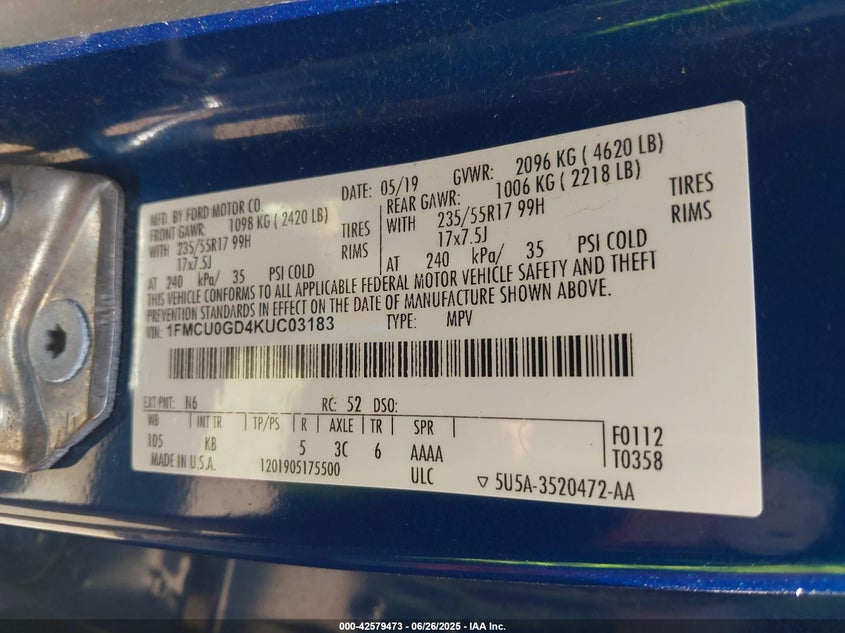 MFD. BY FORD MOTOR CO.
DATE: 05/19 GVWR: 2096 KG ( 4620 LB)
FRONT GAWR: 1098 KG ( 2420 LB)
REAR GAWR: 1006 KG ( 2218 LB)
WITH 235/55R17 99H TIRES
WITH 235/55R17 99H TIRES
17x7.5J RIMS
17x7.5J RIMS
AT 240 kPa/ 35 PSI COLD
AT 240 kPa/ 35 PSI COLD
THIS VEHICLE CONFORMS TO ALL APPLICABLE FEDERAL MOTOR VEHICLE SAFETY AND THEFT
PREVENTION STANDARDS IN EFFECT ON THE DATE OF MANUFACTURE SHOWN ABOVE.
VIN: 1FMCU0GD4KUC03183 TYPE: MPV
EXT PNT: N6 RC: 52 DSO:
WB INT TR TP/PS R AXLE TR SPR
105 KB 5 3C 6 AAAA
F0112
T0358
MADE IN U.S.A. 1201905175500 ULC
▽ 5U5A-3520472-AA
000-42579473 | 06/26/2025 - IAA Inc.